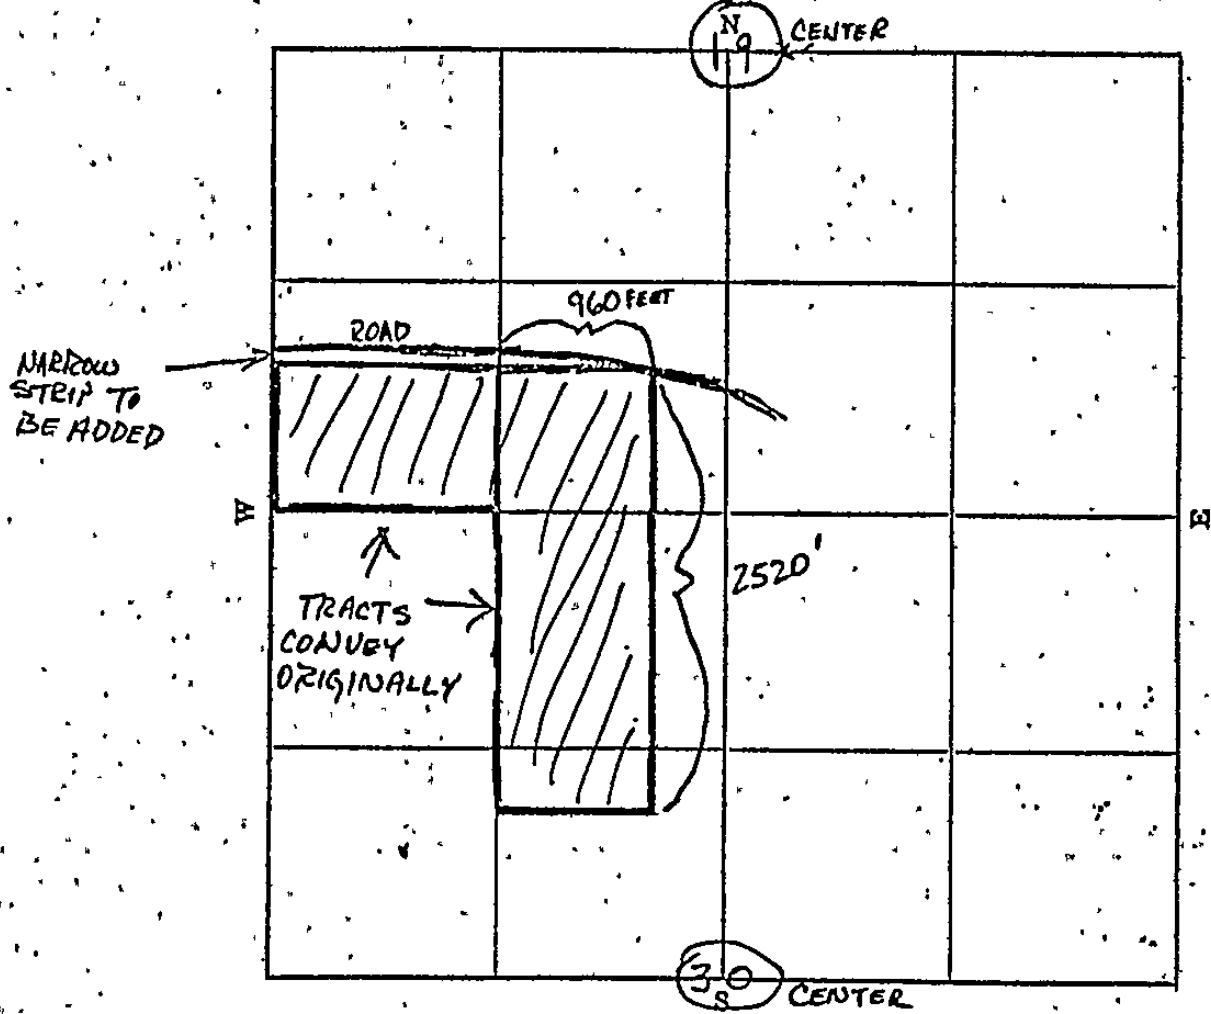 N
19
CENTER
960 FEET
ROAD
NARROW
STRIP TO
BE ADDED
W
E
2520'
TRACTS
CONVEY
ORIGINALLY
30
S
CENTER